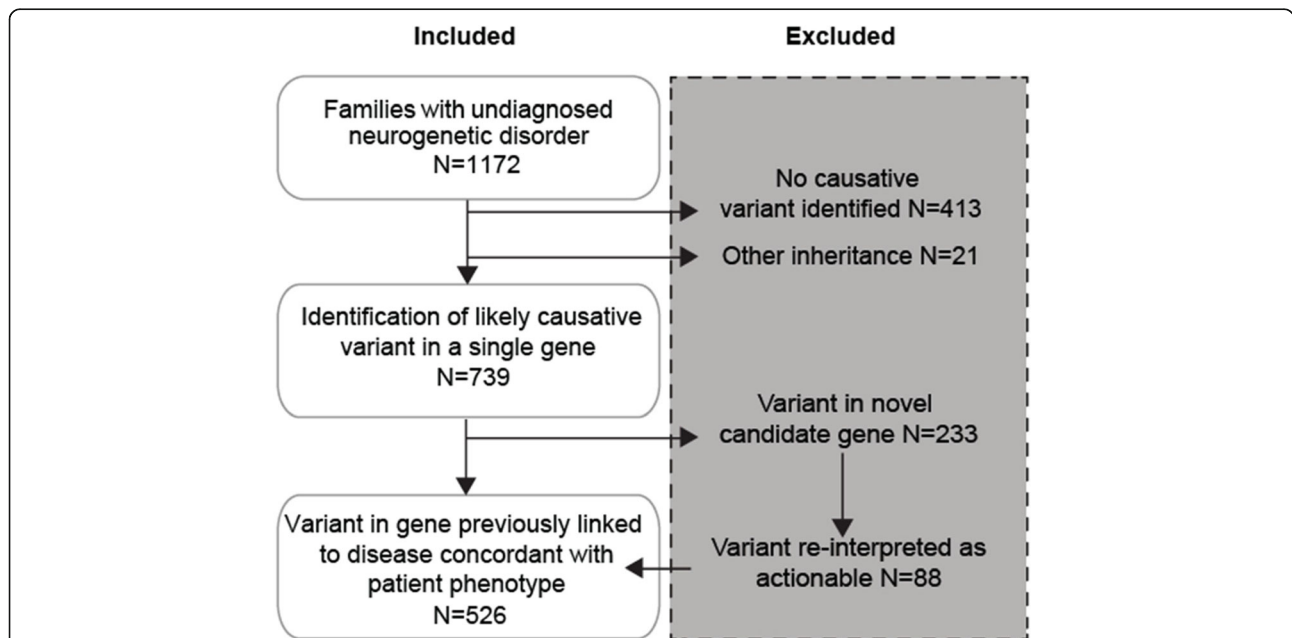 Included
Excluded
Families with undiagnosed
neurogenetic disorder
N=1172
No causative
variant identified N=413
Other inheritance N=21
Identification of likely causative
variant in a single gene
N=739
Variant in novel
candidate gene N=233
Variant in gene previously linked
to disease concordant with
patient phenotype
N=526
Variant re-interpreted as
actionable N=88